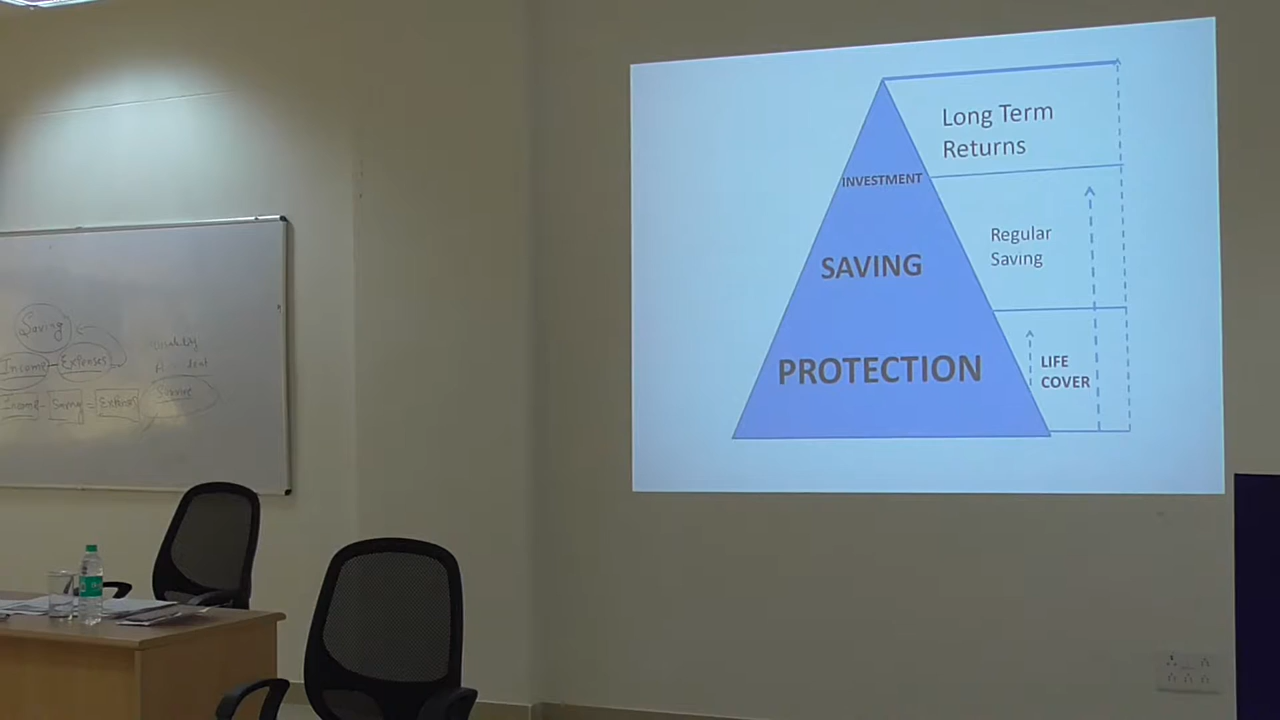 Saving
Income - Expenses
Income - Saving = Expenses
Long Term
Returns
INVESTMENT
Regular
Saving
SAVING
LIFE
COVER
PROTECTION